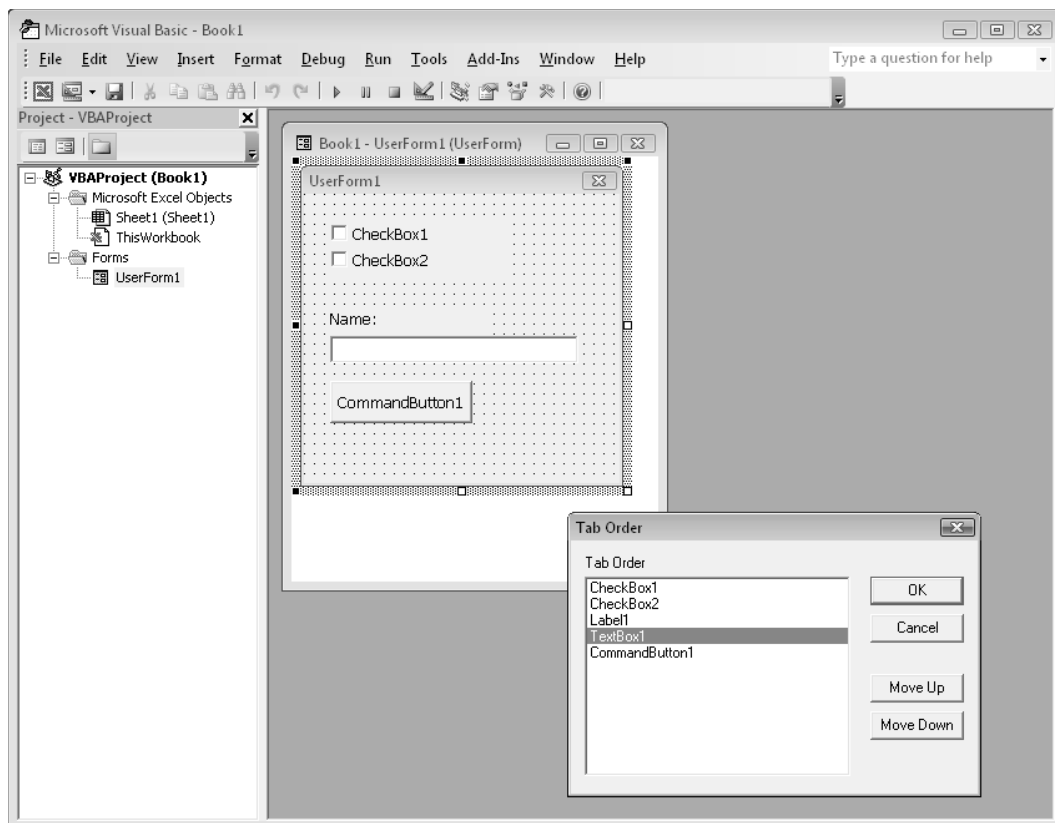 Microsoft Visual Basic - Book1
File Edit View Insert Format Debug Run Tools Add-Ins Window Help
Type a question for help
Project - VBAProject
VBAProject (Book1)
Microsoft Excel Objects
Sheet1 (Sheet1)
ThisWorkbook
Forms
UserForm1
Book1 - UserForm1 (UserForm)
UserForm1
CheckBox1
CheckBox2
Name:
CommandButton1
Tab Order
Tab Order
CheckBox1
CheckBox2
Label1
TextBox1
CommandButton1
OK
Cancel
Move Up
Move Down